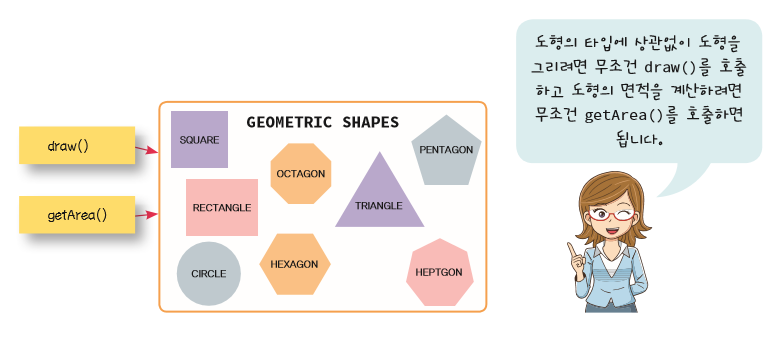 도형의 타입에 상관없이 도형을
그리려면 무조건 draw()를 호출
하고 도형의 면적을 계산하려면
무조건 getArea()를 호출하면
됩니다.
GEOMETRIC SHAPES
draw()
getArea()
SQUARE
OCTAGON
PENTAGON
RECTANGLE
TRIANGLE
CIRCLE
HEXAGON
HEPTGON